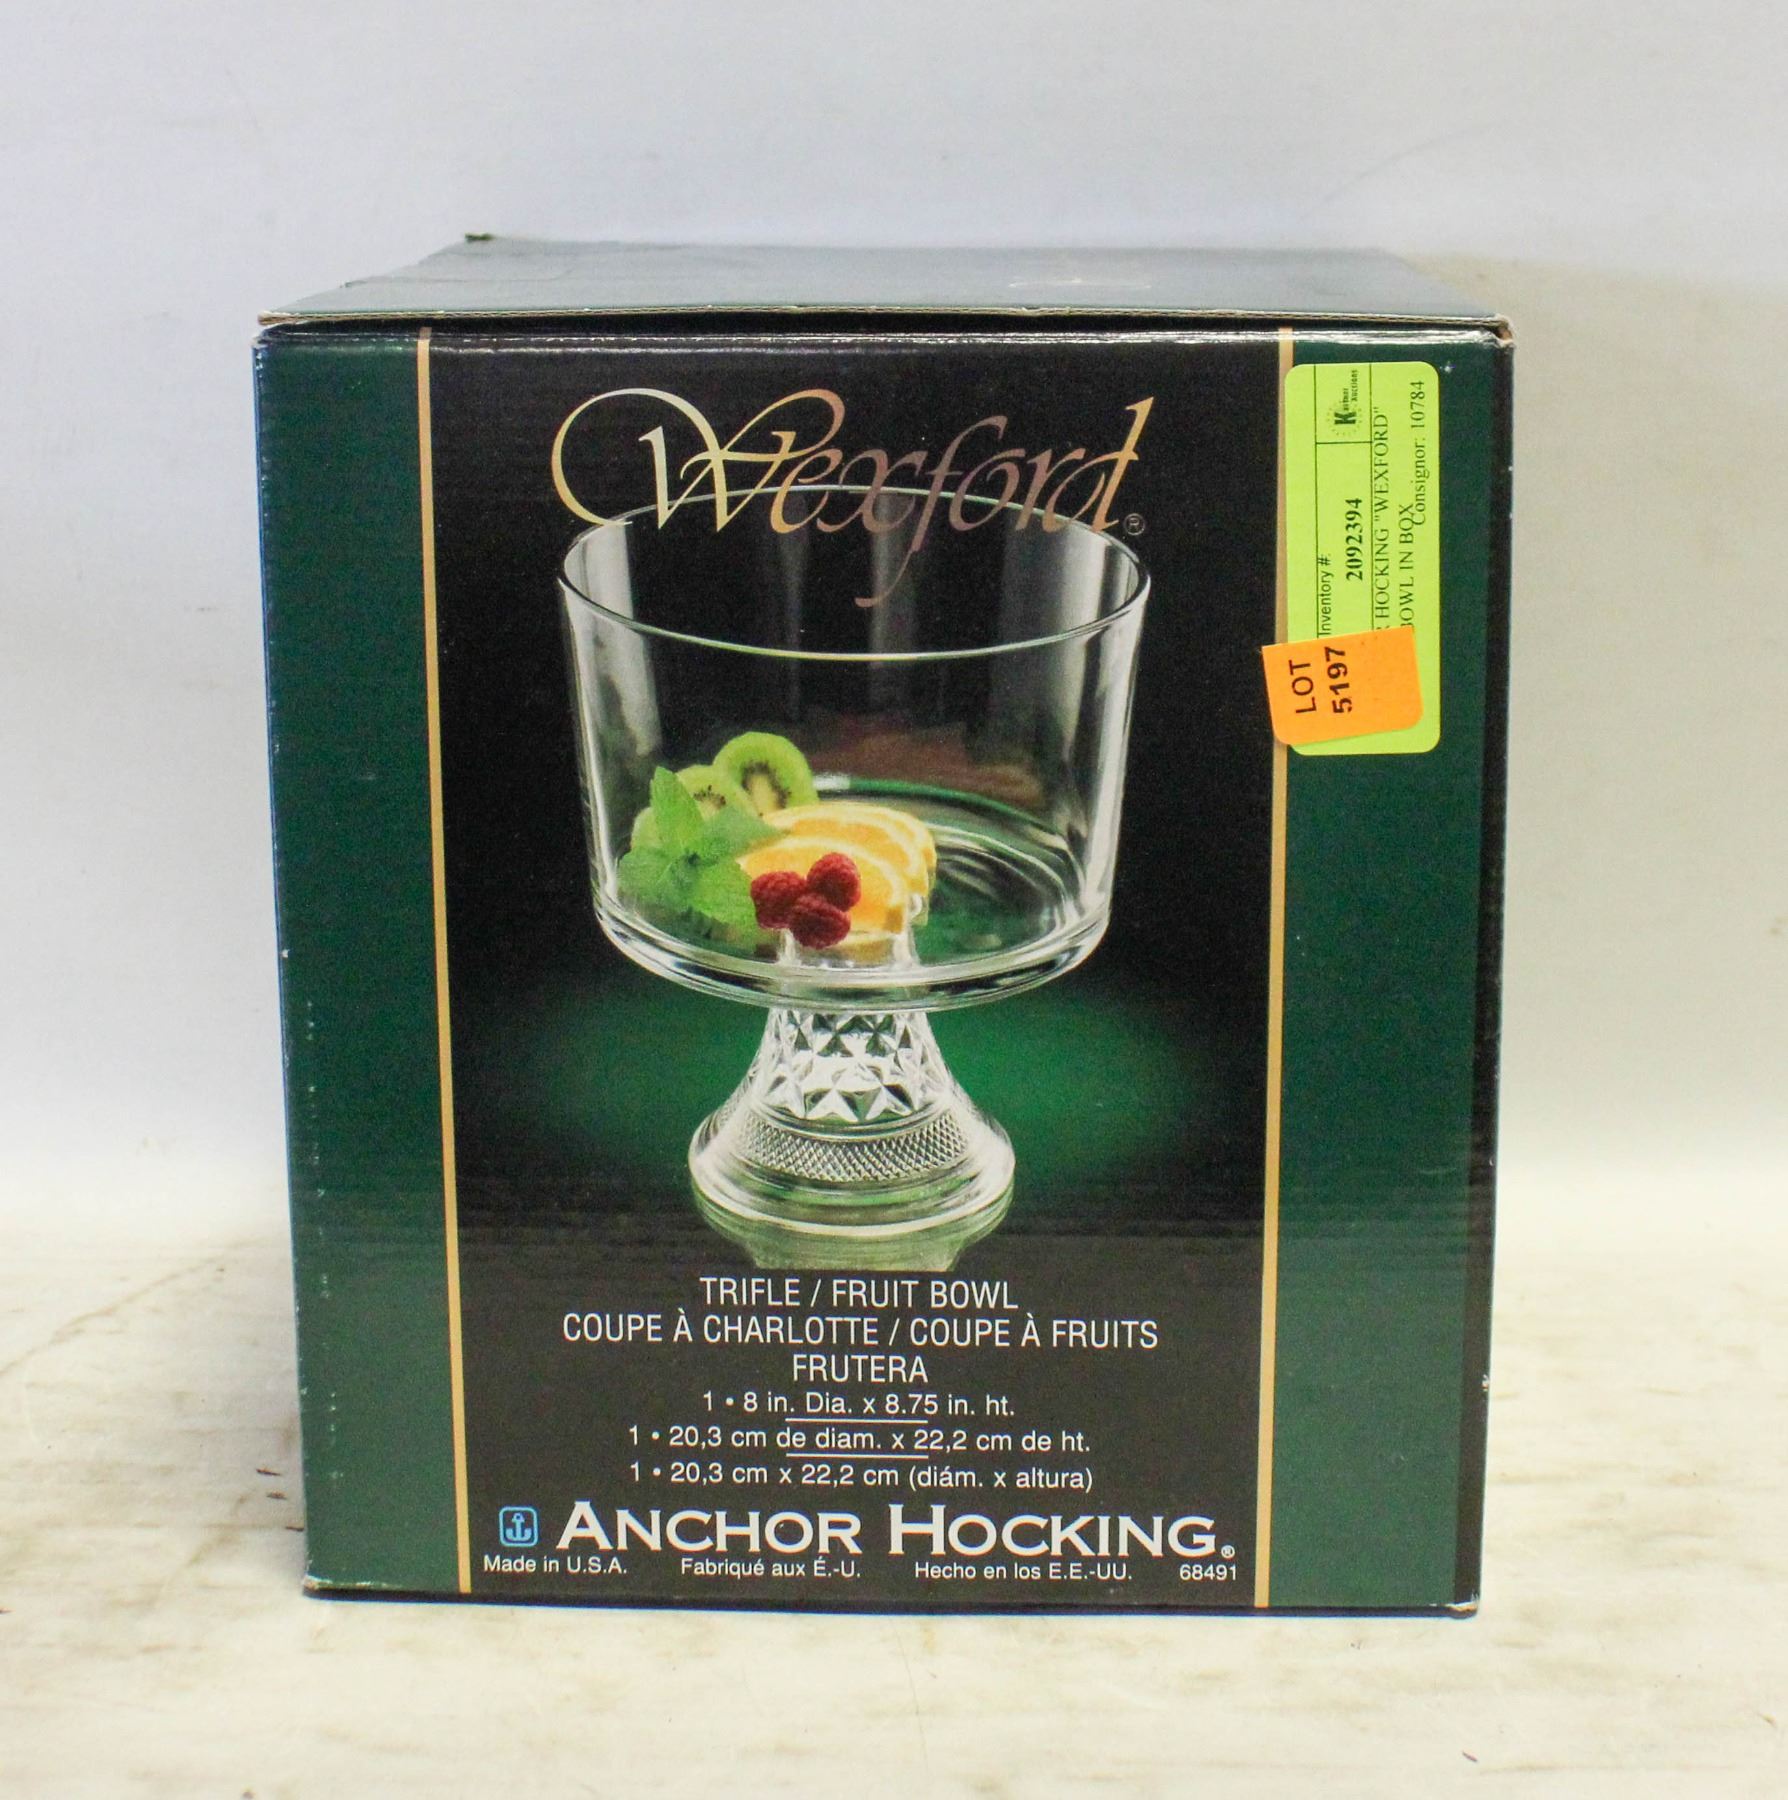 Wexford®
Kastner Auctions
Inventory #:
2092394
HOCKING "WEXFORD"
BOWL IN BOX
Consignor: 10784
LOT
5197
TRIFLE / FRUIT BOWL
COUPE À CHARLOTTE / COUPE À FRUITS
FRUTERA
1 • 8 in. Dia. x 8.75 in. ht.
1 • 20,3 cm de diam. x 22,2 cm de ht.
1 • 20,3 cm x 22,2 cm (diám. x altura)
ANCHOR HOCKING®
Made in U.S.A. Fabriqué aux É.-U. Hecho en los E.E.-UU. 68491